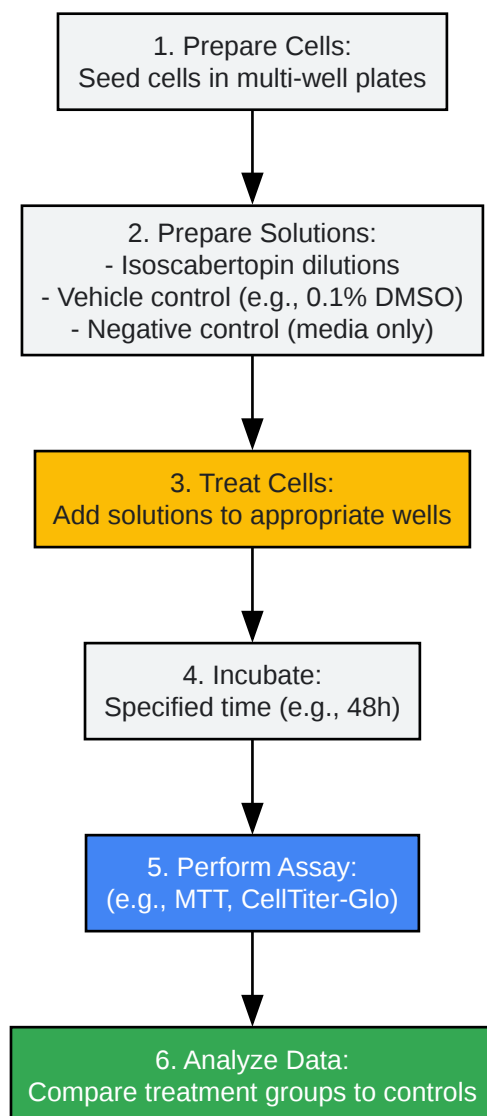 1. Prepare Cells:
Seed cells in multi-well plates
2. Prepare Solutions:
- Isoscabertopin dilutions
- Vehicle control (e.g., 0.1% DMSO)
- Negative control (media only)
3. Treat Cells:
Add solutions to appropriate wells
4. Incubate:
Specified time (e.g., 48h)
5. Perform Assay:
(e.g., MTT, CellTiter-Glo)
6. Analyze Data:
Compare treatment groups to controls